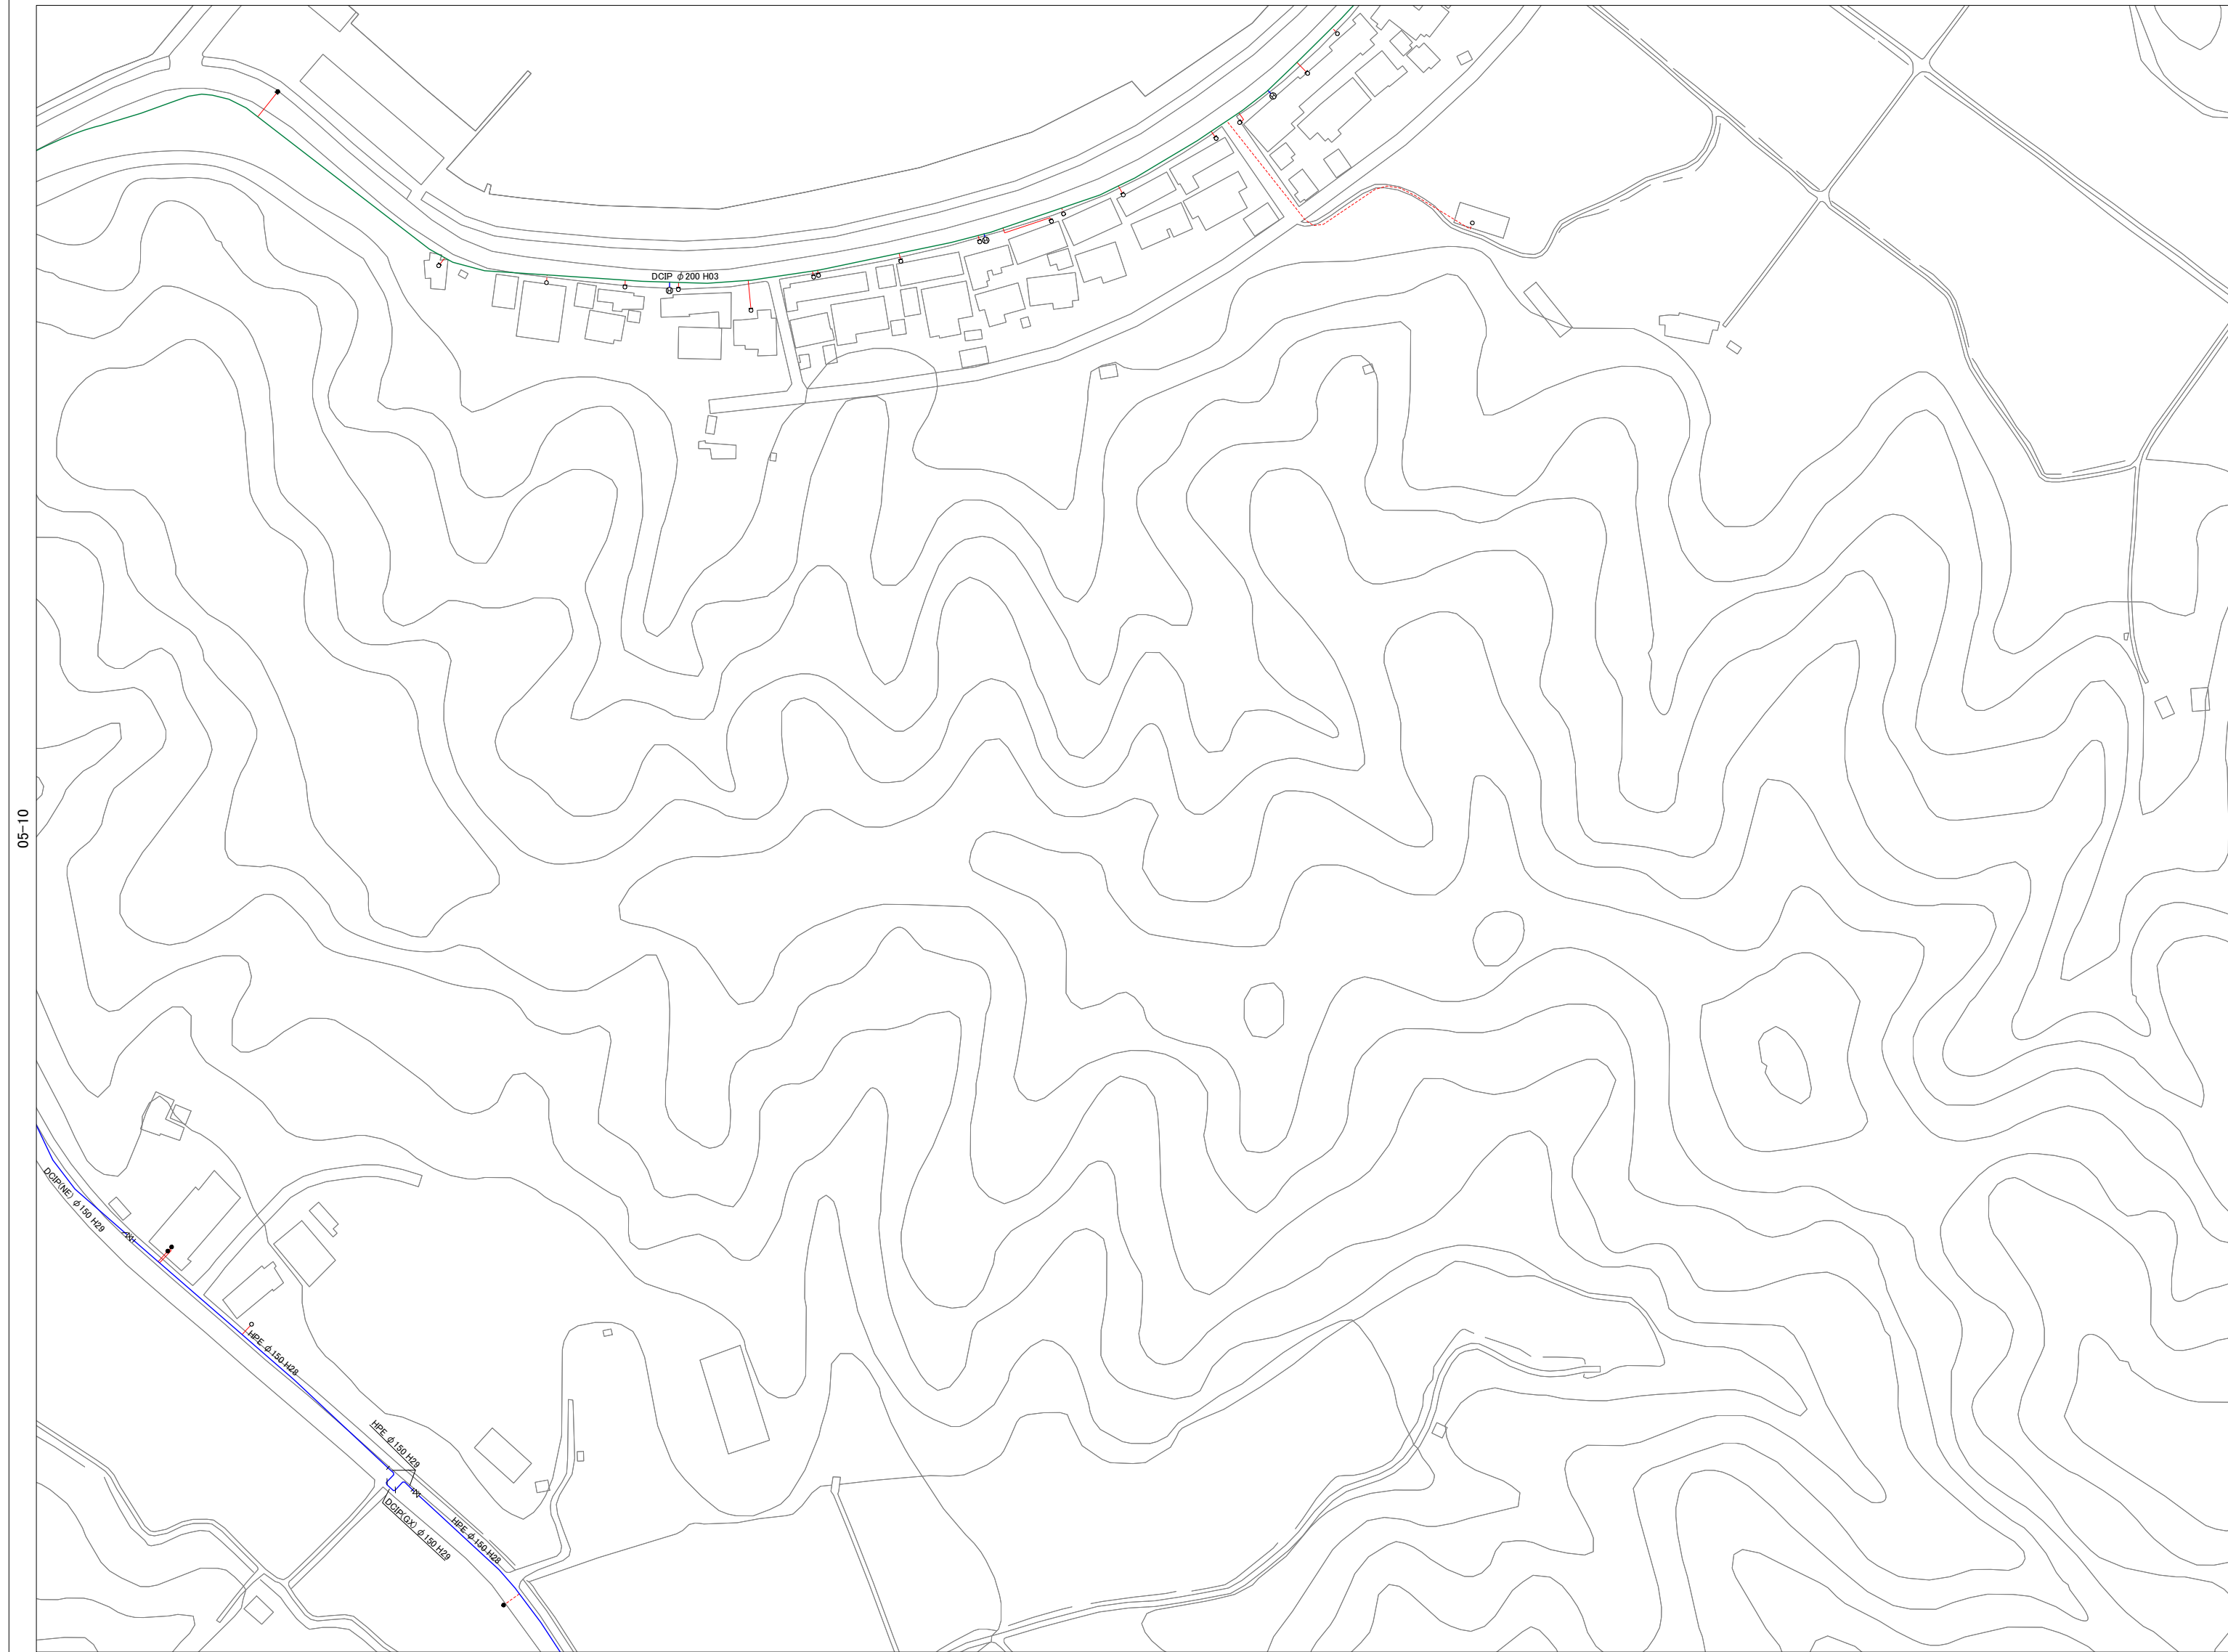 DCIP φ200 H03
05-10
DCIP(NE) φ150 H29
HPE φ150 H28
HPE φ150 H29
DCIP(GX) φ150 H29
HPE φ150 H28